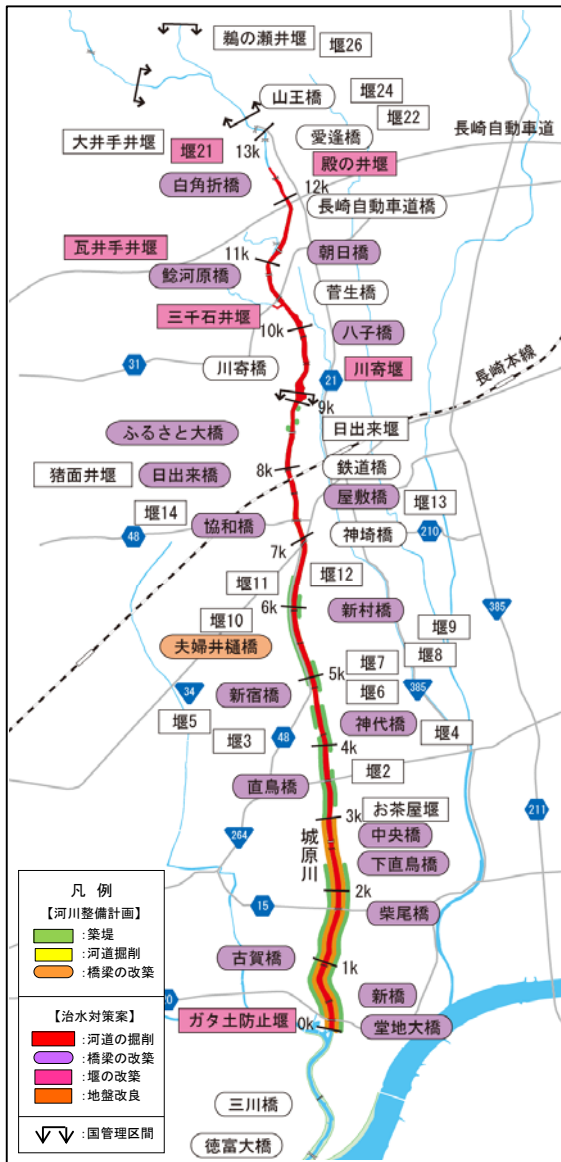 鵜の瀬井堰
堰26
山王橋
堰24
堰22
大井手井堰
13k
愛逢橋
長崎自動車道
堰21
殿の井堰
白角折橋
12k
長崎自動車道橋
瓦井手井堰
11k
朝日橋
鯰河原橋
菅生橋
三千石井堰
10k
八子橋
31
川寄橋
21
川寄堰
長崎本線
9k
ふるさと大橋
日出来堰
猪面井堰
日出来橋
8k
鉄道橋
屋敷橋
堰13
堰14
48
協和橋
7k
神埼橋
210
堰11
堰12
385
堰10
6k
新村橋
堰9
夫婦井樋橋
堰8
5k
堰7
34
新宿橋
堰6
385
堰5
堰3
48
4k
神代橋
堰4
直鳥橋
堰2
3k
お茶屋堰
211
264
城原川
中央橋
下直鳥橋
2k
15
柴尾橋
古賀橋
1k
新橋
ガタ土防止堰
0k
堂地大橋
三川橋
徳富大橋
凡 例
【河川整備計画】
:築堤
:河道掘削
:橋梁の改築
【治水対策案】
:河道の掘削
:橋梁の改築
:堰の改築
:地盤改良
:国管理区間